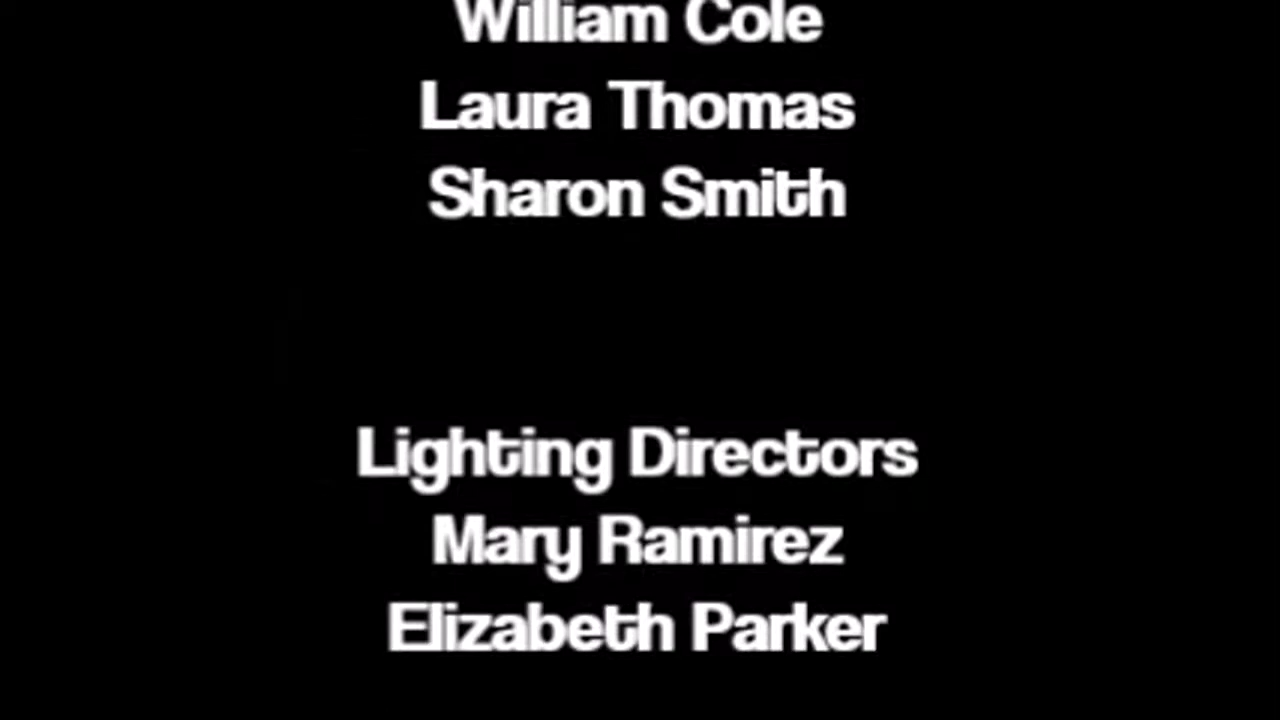 William Cole
Laura Thomas
Sharon Smith
Lighting Directors
Mary Ramirez
Elizabeth Parker